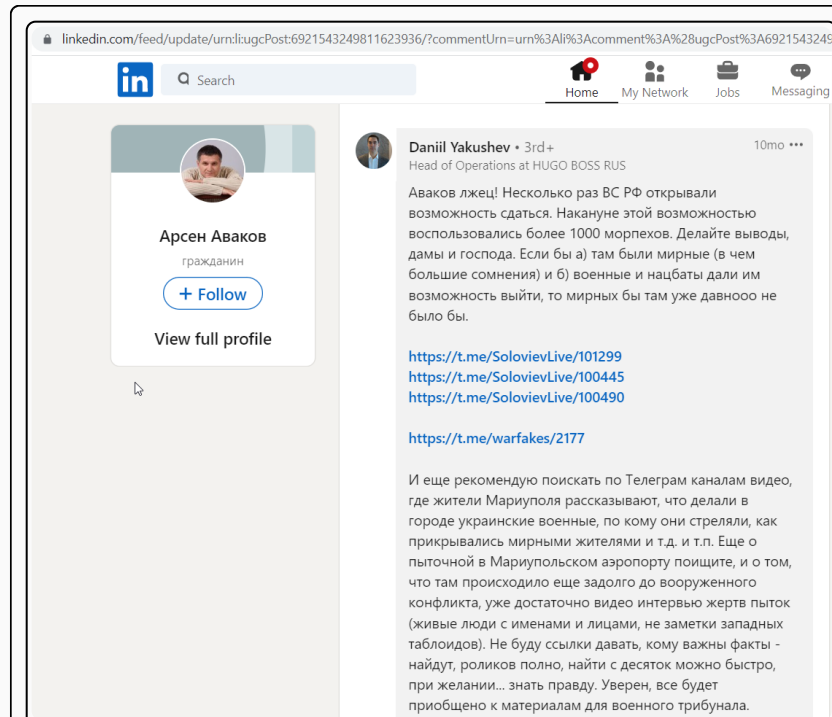 linkedin.com/feed/update/urn:li:ugcPost:6921543249811623936/?commentUrn=urn%3Ali%3Acomment%3A%28ugcPost%3A692154324
in
Search
Home
My Network
Jobs
Messaging
Арсен Аваков
гражданин
+ Follow
View full profile
Daniil Yakushev • 3rd+
10mo •••
Head of Operations at HUGO BOSS RUS
Аваков лжец! Несколько раз ВС РФ открывали
возможность сдаться. Накануне этой возможностью
воспользовались более 1000 морпехов. Делайте выводы,
дамы и господа. Если бы а) там были мирные (в чем
большие сомнения) и б) военные и нацбаты дали им
возможность выйти, то мирных бы там уже давнооо не
было бы.
https://t.me/SolovievLive/101299
https://t.me/SolovievLive/100445
https://t.me/SolovievLive/100490
https://t.me/warfakes/2177
И еще рекомендую поискать по Телеграм каналам видео,
где жители Мариуполя рассказывают, что делали в
городе украинские военные, по кому они стреляли, как
прикрывались мирными жителями и т.д. и т.п. Еще о
пыточной в Мариупольском аэропорту поищите, и о том,
что там происходило еще задолго до вооруженного
конфликта, уже достаточно видео интервью жертв пыток
(живые люди с именами и лицами, не заметки западных
таблоидов). Не буду ссылки давать, кому важны факты -
найдут, роликов полно, найти с десяток можно быстро,
при желании... знать правду. Уверен, все будет
приобщено к материалам для военного трибунала.